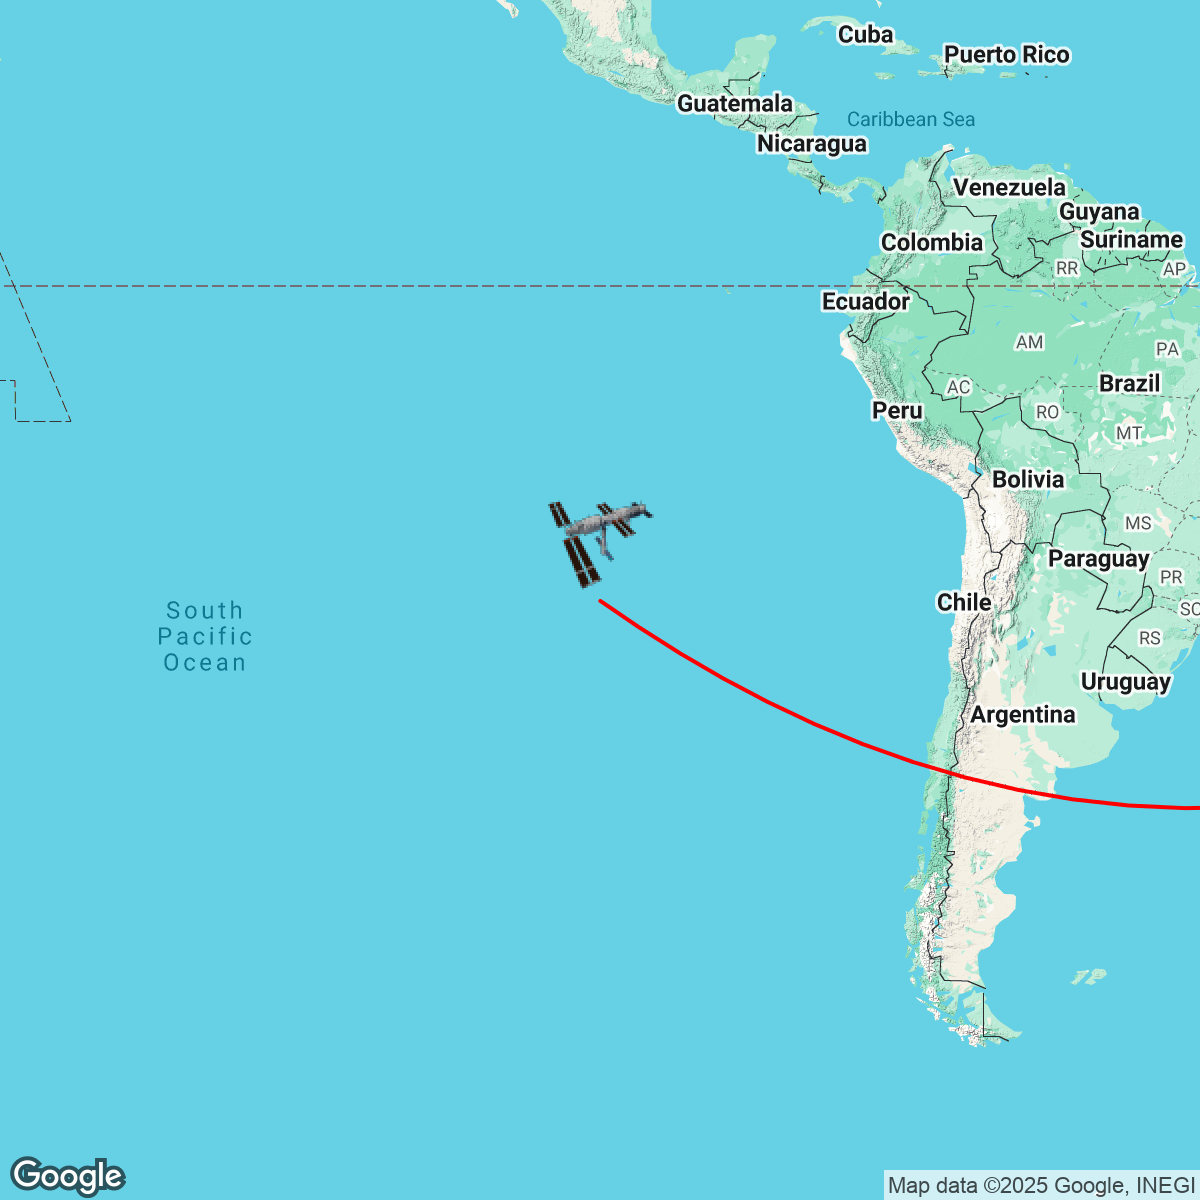 Cuba
Puerto Rico
Guatemala
Caribbean Sea
Nicaragua
Venezuela
Guyana
Colombia
Suriname
RR
AP
Ecuador
AM
PA
AC
Brazil
Peru
RO
MT
Bolivia
MS
Paraguay
PR
Chile
South
Pacific
Ocean
SC
RS
Uruguay
Argentina
Google
Map data ©2025 Google, INEGI